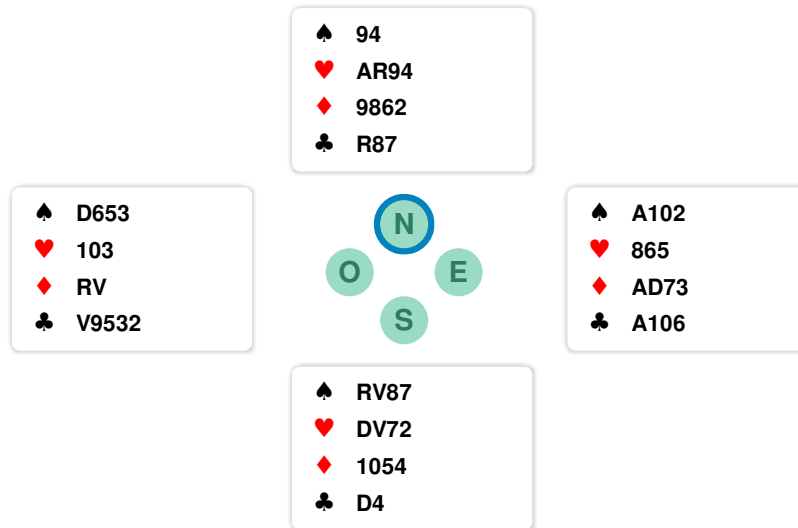 ♠ 94
♥ AR94
♦ 9862
♣ R87
♠ D653
♥ 103
♦ RV
♣ V9532
N
O E
S
♠ A102
♥ 865
♦ AD73
♣ A106
♠ RV87
♥ DV72
♦ 1054
♣ D4